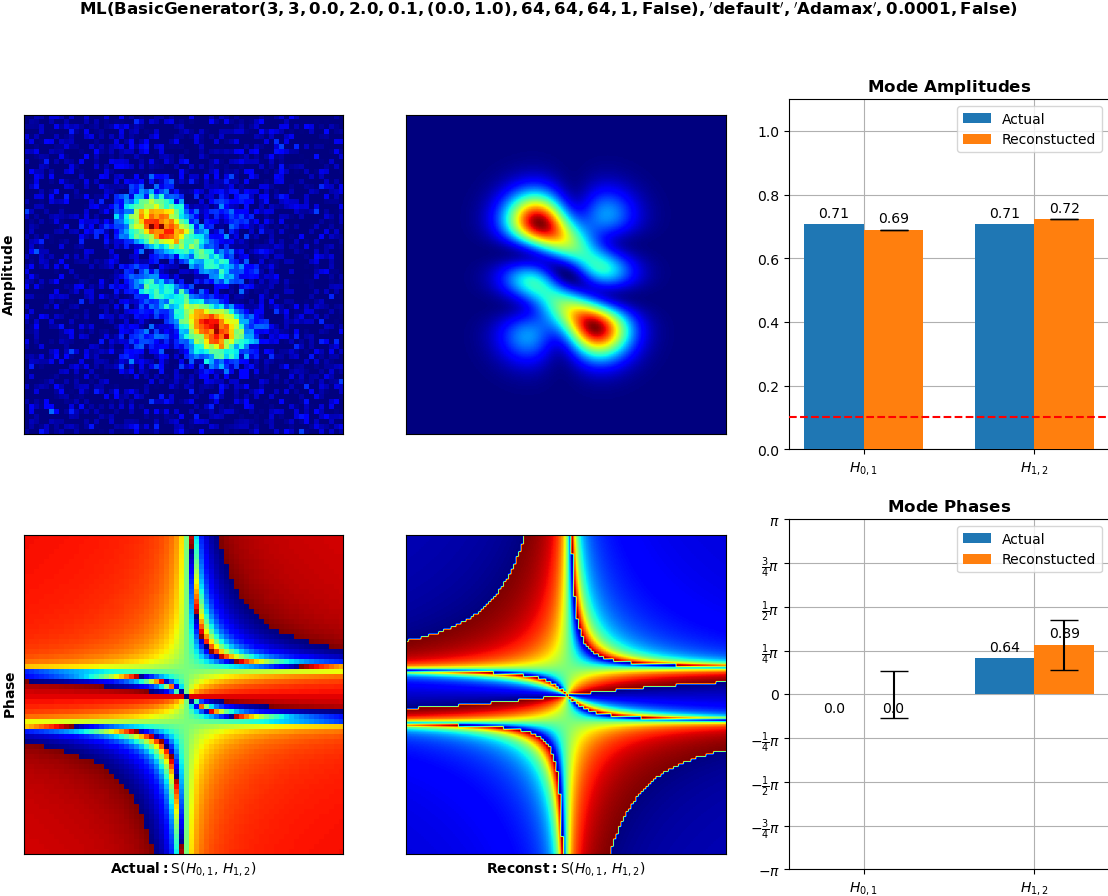 ML(BasicGenerator(3, 3, 0.0, 2.0, 0.1, (0.0, 1.0), 64, 64, 64, 1, False), ′default′, ′Adamax′, 0.0001, False)
Mode Amplitudes
Actual
Reconstucted
1.0
0.8
0.6
0.4
0.2
0.0
0.71
0.69
0.71
0.72
H0, 1
H1, 2
Amplitude
Mode Phases
Actual
Reconstucted
π
3/4π
1/2π
1/4π
0
−1/4π
−1/2π
−3/4π
−π
0.0
0.0
0.64
0.89
H0, 1
H1, 2
Phase
Actual: S(H0, 1, H1, 2)
Reconst: S(H0, 1, H1, 2)